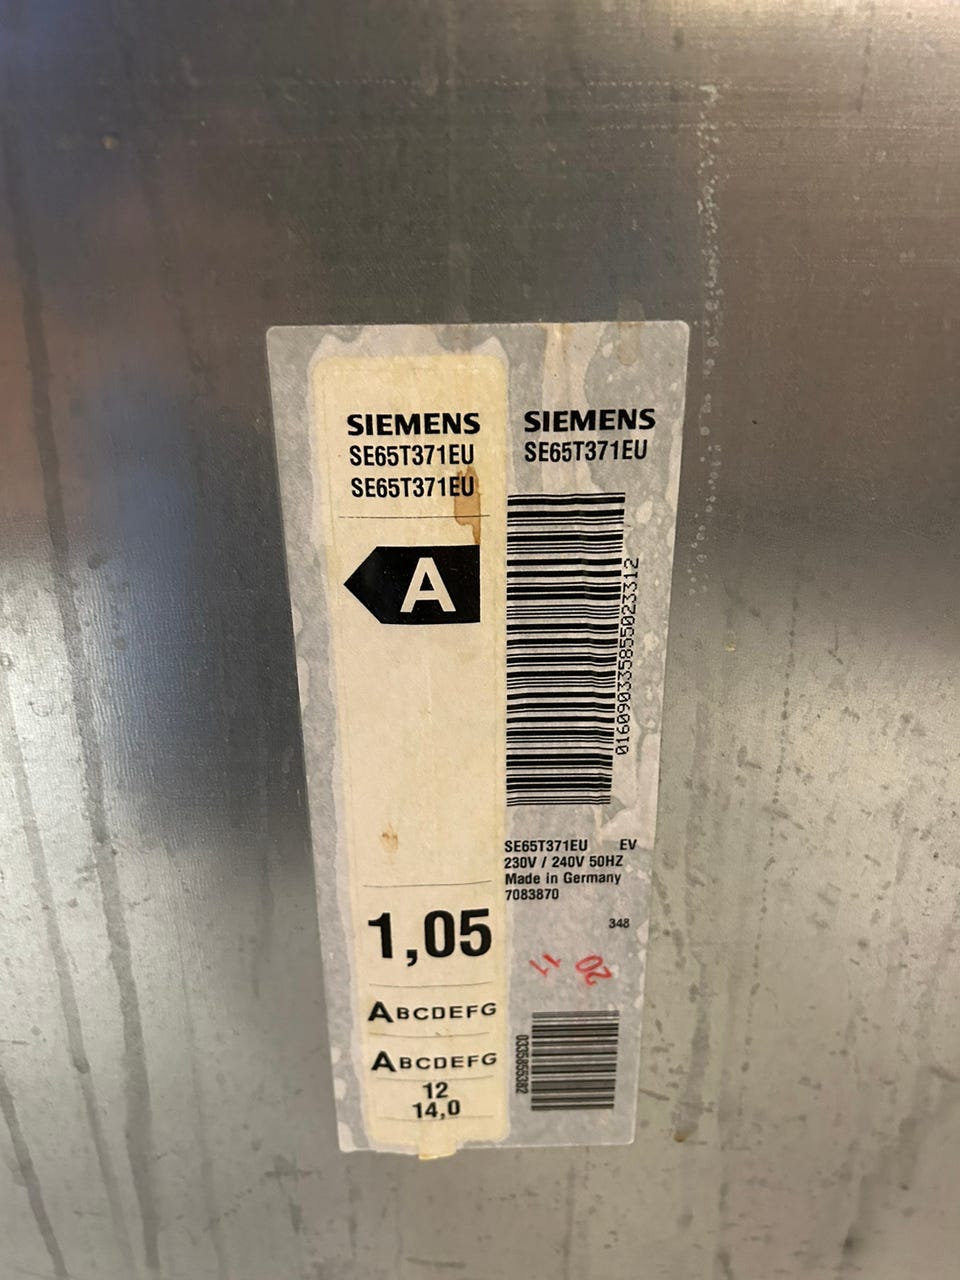 SIEMENS
SE65T371EU
SE65T371EU
A
1,05
ABCDEFG
ABCDEFG
12
14,0
SIEMENS
SE65T371EU
016090335855023312
SE65T371EU EV
230V / 240V 50HZ
Made in Germany
7083870
348
11 20
0335855382